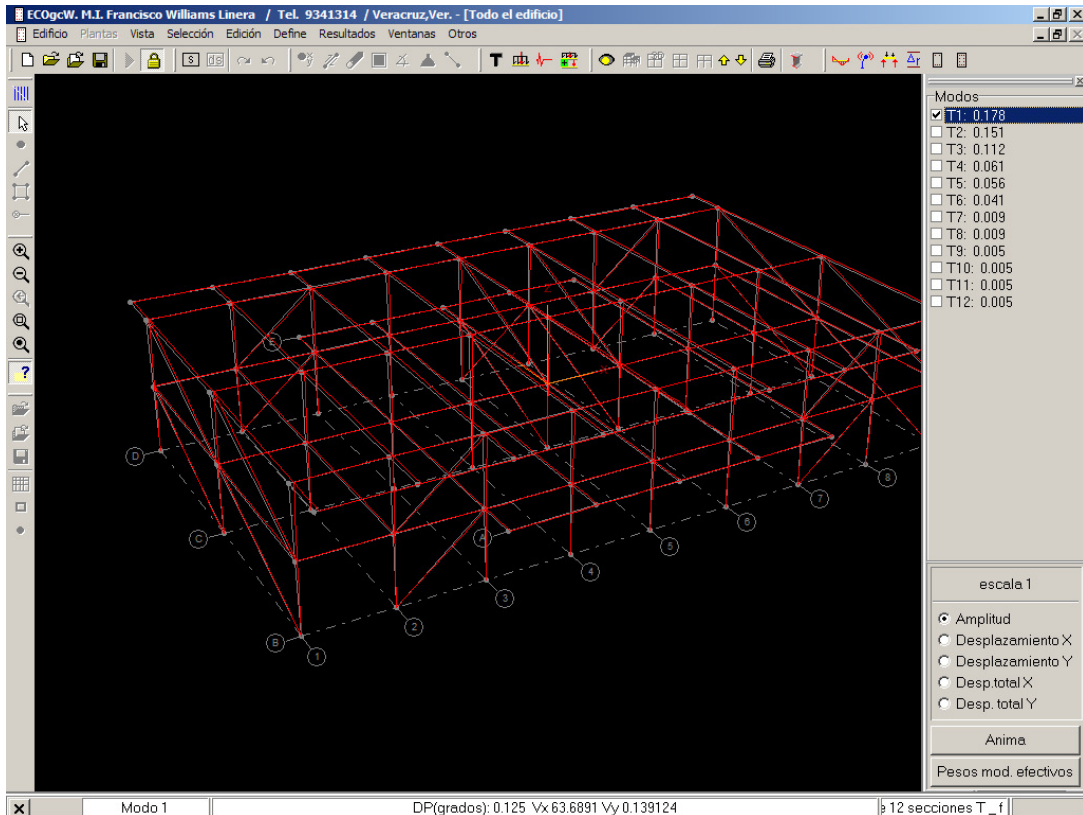 ECOgcW. M.I. Francisco Williams Linera / Tel. 9341314 / Veracruz,Ver. - [Todo el edificio]
Edificio Plantas Vista Selección Edición Define Resultados Ventanas Otros
Modos
T1: 0.178
T2: 0.151
T3: 0.112
T4: 0.061
T5: 0.056
T6: 0.041
T7: 0.009
T8: 0.009
T9: 0.005
T10: 0.005
T11: 0.005
T12: 0.005
E
D
C
A
B
1
2
3
4
5
6
7
8
escala 1
Amplitud
Desplazamiento X
Desplazamiento Y
Desp.total X
Desp. total Y
Anima
Pesos mod. efectivos
Modo 1 DP(grados): 0.125 Vx 63.6891 Vy 0.139124 12 secciones T _ f